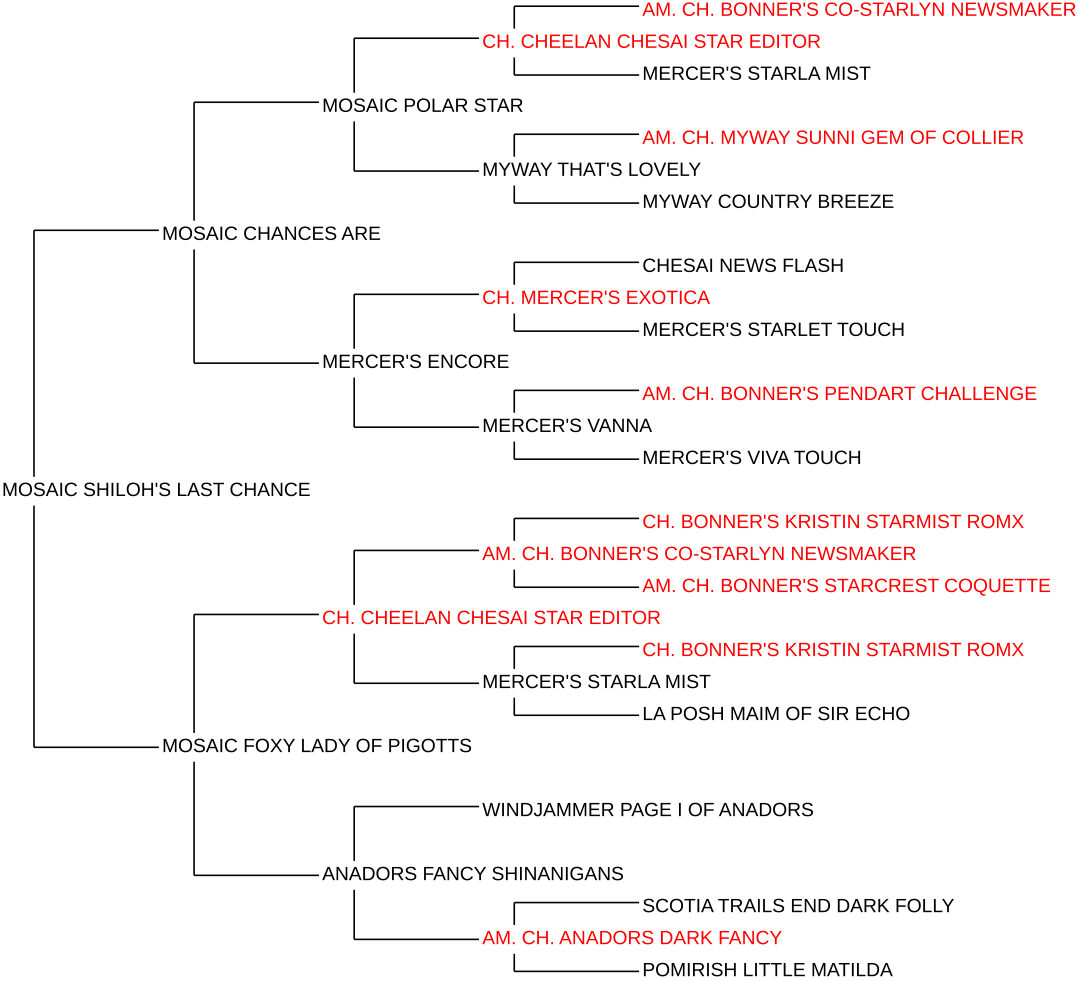 AM. CH. BONNER'S CO-STARLYN NEWSMAKER
CH. CHEELAN CHESAI STAR EDITOR
MERCER'S STARLA MIST
MOSAIC POLAR STAR
AM. CH. MYWAY SUNNI GEM OF COLLIER
MYWAY THAT'S LOVELY
MYWAY COUNTRY BREEZE
MOSAIC CHANCES ARE
CHESAI NEWS FLASH
CH. MERCER'S EXOTICA
MERCER'S STARLET TOUCH
MERCER'S ENCORE
AM. CH. BONNER'S PENDART CHALLENGE
MERCER'S VANNA
MERCER'S VIVA TOUCH
MOSAIC SHILOH'S LAST CHANCE
CH. BONNER'S KRISTIN STARMIST ROMX
AM. CH. BONNER'S CO-STARLYN NEWSMAKER
AM. CH. BONNER'S STARCREST COQUETTE
CH. CHEELAN CHESAI STAR EDITOR
CH. BONNER'S KRISTIN STARMIST ROMX
MERCER'S STARLA MIST
LA POSH MAIM OF SIR ECHO
MOSAIC FOXY LADY OF PIGOTTS
WINDJAMMER PAGE I OF ANADORS
ANADORS FANCY SHINANIGANS
SCOTIA TRAILS END DARK FOLLY
AM. CH. ANADORS DARK FANCY
POMIRISH LITTLE MATILDA